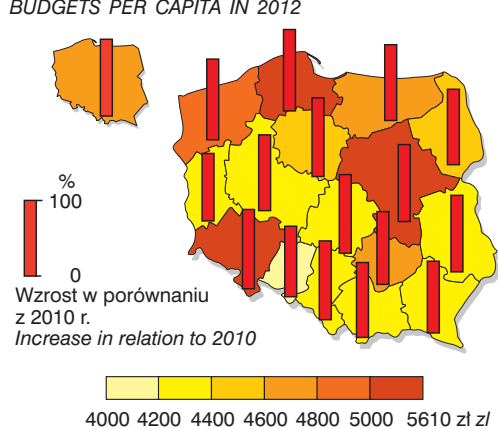 BUDGETS PER CAPITA IN 2012
%
100
0
Wzrost w porównaniu
z 2010 r.
Increase in relation to 2010
4000 4200 4400 4600 4800 5000 5610 zł zl